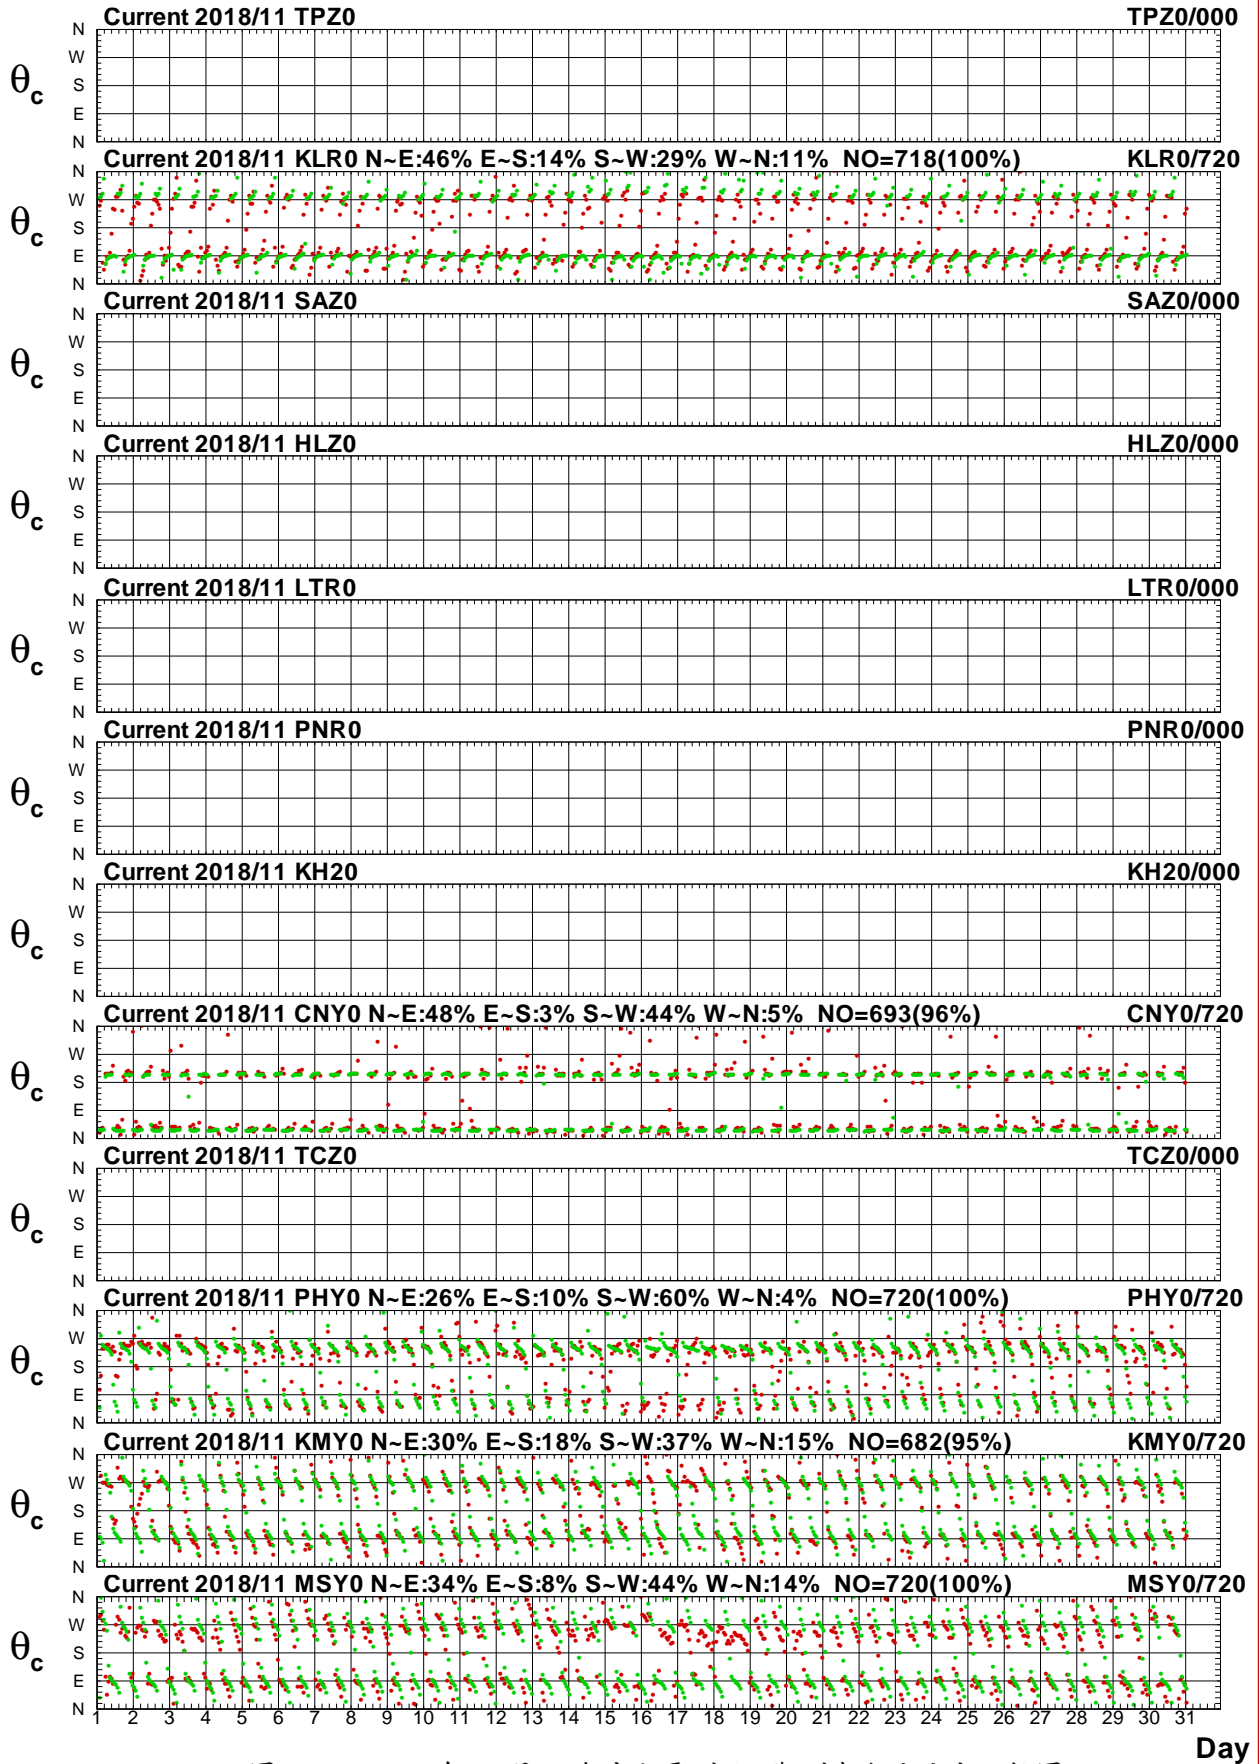 Current 2018/11 TPZ0 TPZ0/000
N
W
θc S
E
N
Current 2018/11 KLR0 N~E:46% E~S:14% S~W:29% W~N:11% NO=718(100%) KLR0/720
N
W
θc S
E
N
Current 2018/11 SAZ0 SAZ0/000
N
W
θc S
E
N
Current 2018/11 HLZ0 HLZ0/000
N
W
θc S
E
N
Current 2018/11 LTR0 LTR0/000
N
W
θc S
E
N
Current 2018/11 PNR0 PNR0/000
N
W
θc S
E
N
Current 2018/11 KH20 KH20/000
N
W
θc S
E
N
Current 2018/11 CNY0 N~E:48% E~S:3% S~W:44% W~N:5% NO=693(96%) CNY0/720
N
W
θc S
E
N
Current 2018/11 TCZ0 TCZ0/000
N
W
θc S
E
N
Current 2018/11 PHY0 N~E:26% E~S:10% S~W:60% W~N:4% NO=720(100%) PHY0/720
N
W
θc S
E
N
Current 2018/11 KMY0 N~E:30% E~S:18% S~W:37% W~N:15% NO=682(95%) KMY0/720
N
W
θc S
E
N
Current 2018/11 MSY0 N~E:34% E~S:8% S~W:44% W~N:14% NO=720(100%) MSY0/720
N
W
θc S
E
N
1 2 3 4 5 6 7 8 9 10 11 12 13 14 15 16 17 18 19 20 21 22 23 24 25 26 27 28 29 30 31
Day